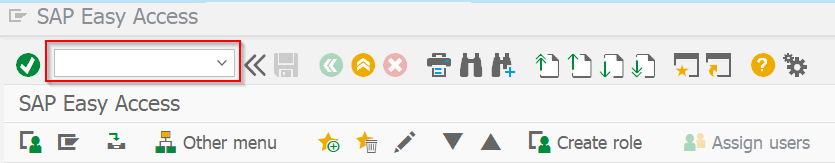 SAP Easy Access
SAP Easy Access
Other menu Create role Assign users